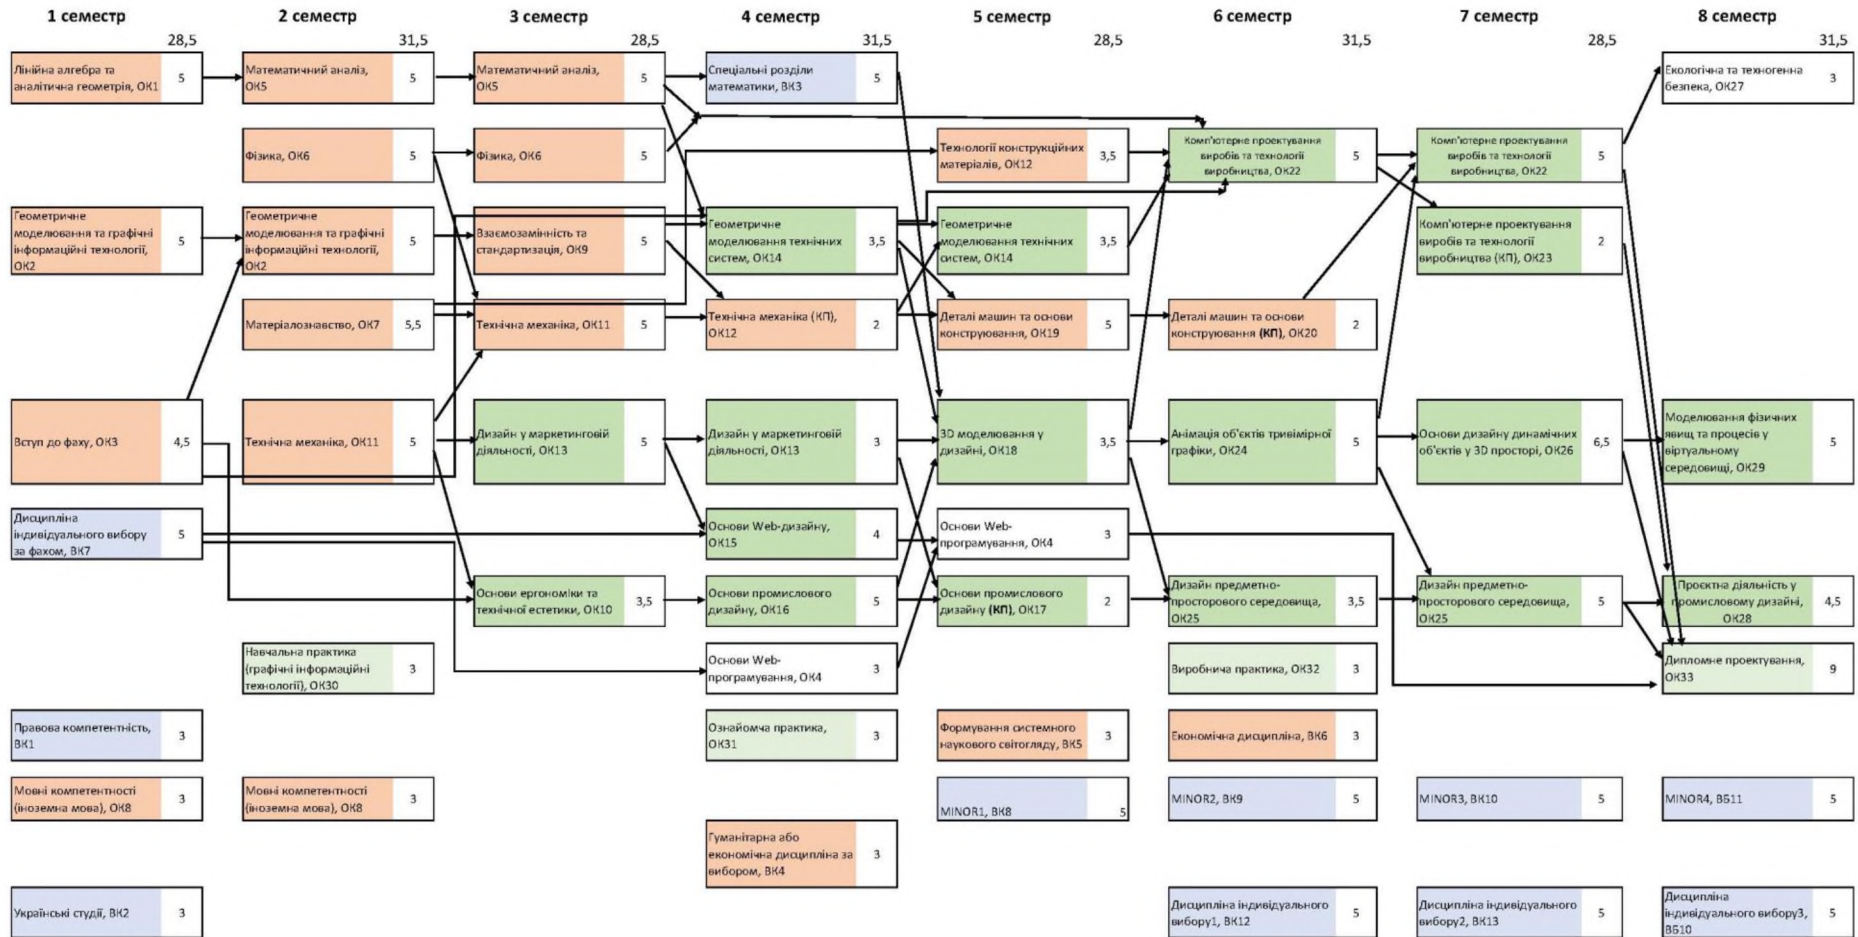 1 семестр
2 семестр
3 семестр
4 семестр
5 семестр
6 семестр
7 семестр
8 семестр
28,5
31,5
28,5
31,5
28,5
31,5
28,5
31,5
Лінійна алгебра та
аналітична геометрія, ОК1
5
Математичний аналіз,
ОК5
5
Математичний аналіз,
ОК5
5
Спеціальні розділи
математики, ВК3
5
Екологічна та техногенна
безпека, ОК27
3
Фізика, ОК6
5
Фізика, ОК6
5
Технології конструкційних
матеріалів, ОК12
3,5
Комп'ютерне проектування
виробів та технології
виробництва, ОК22
5
Комп'ютерне проектування
виробів та технології
виробництва, ОК22
5
Геометричне
моделювання та графічні
інформаційні технології,
ОК2
5
Геометричне
моделювання та графічні
інформаційні технології,
ОК2
5
Взаємозамінність та
стандартизація, ОК9
5
Геометричне
моделювання технічних
систем, ОК14
3,5
Геометричне
моделювання технічних
систем, ОК14
3,5
Комп'ютерне проектування
виробів та технології
виробництва (КП), ОК23
2
Матеріалознавство, ОК7
5,5
Технічна механіка, ОК11
5
Технічна механіка (КП),
ОК12
2
Деталі машин та основи
конструювання, ОК19
5
Деталі машин та основи
конструювання (КП), ОК20
2
Вступ до фаху, ОК3
4,5
Технічна механіка, ОК11
5
Дизайн у маркетинговій
діяльності, ОК13
5
Дизайн у маркетинговій
діяльності, ОК13
3
3D моделювання у
дизайні, ОК18
3,5
Анімація об'єктів тривімірної
графіки, ОК24
5
Основи дизайну динамічних
об'єктів у 3D просторі, ОК26
6,5
Моделювання фізичних
явищ та процесів у
віртуальному
середовищі, ОК29
5
Дисципліна
індивідуального вибору
за фахом, ВК7
5
Основи Web-дизайну,
ОК15
4
Основи Web-
програмування, ОК4
3
Основи ергономіки та
технічної естетики, ОК10
3,5
Основи промислового
дизайну, ОК16
5
Основи промислового
дизайну (КП), ОК17
2
Дизайн предметно-
просторового середовища,
ОК25
3,5
Дизайн предметно-
просторового середовища,
ОК25
5
Проєктна діяльність у
промисловому дизайні,
ОК28
4,5
Навчальна практика
(графічні інформаційні
технології), ОК30
3
Основи Web-
програмування, ОК4
3
Виробнича практика, ОК32
3
Дипломне проектування,
ОК33
9
Правова компетентність,
ВК1
3
Ознайомча практика,
ОК31
3
Формування системного
наукового світогляду, ВК5
3
Економічна дисципліна, ВК6
3
Мовні компетентності
(іноземна мова), ОК8
3
Мовні компетентності
(іноземна мова), ОК8
3
MINOR1, ВК8
5
MINOR2, ВК9
5
MINOR3, ВК10
5
MINOR4, ВБ11
5
Гуманітарна або
економічна дисципліна за
вибором, ВК4
3
Українські студії, ВК2
3
Дисципліна індивідуального
вибору1, ВК12
5
Дисципліна індивідуального
вибору2, ВК13
5
Дисципліна
індивідуального вибору3,
ВБ10
5